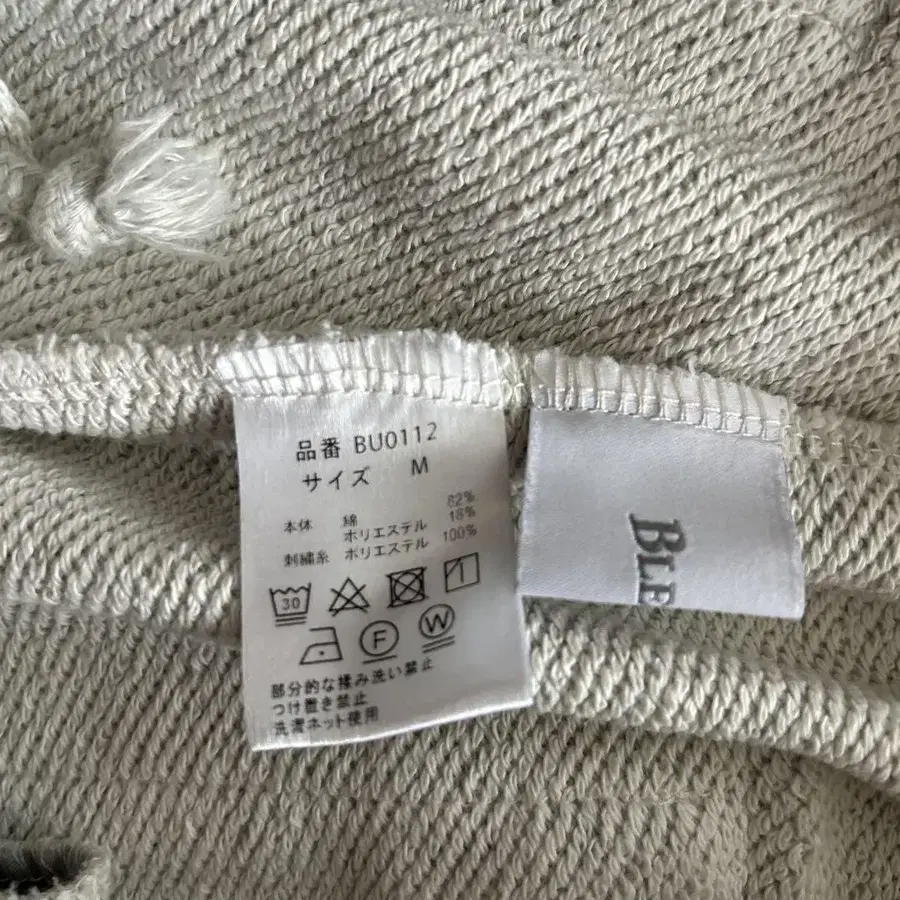 品番 BU0112
サイズ M
本体 綿 82%
ポリエステル 18%
刺繍糸 ポリエステル 100%
30
F
W
部分的な揉み洗い禁止
つけ置き禁止
洗濯ネット使用
BLE